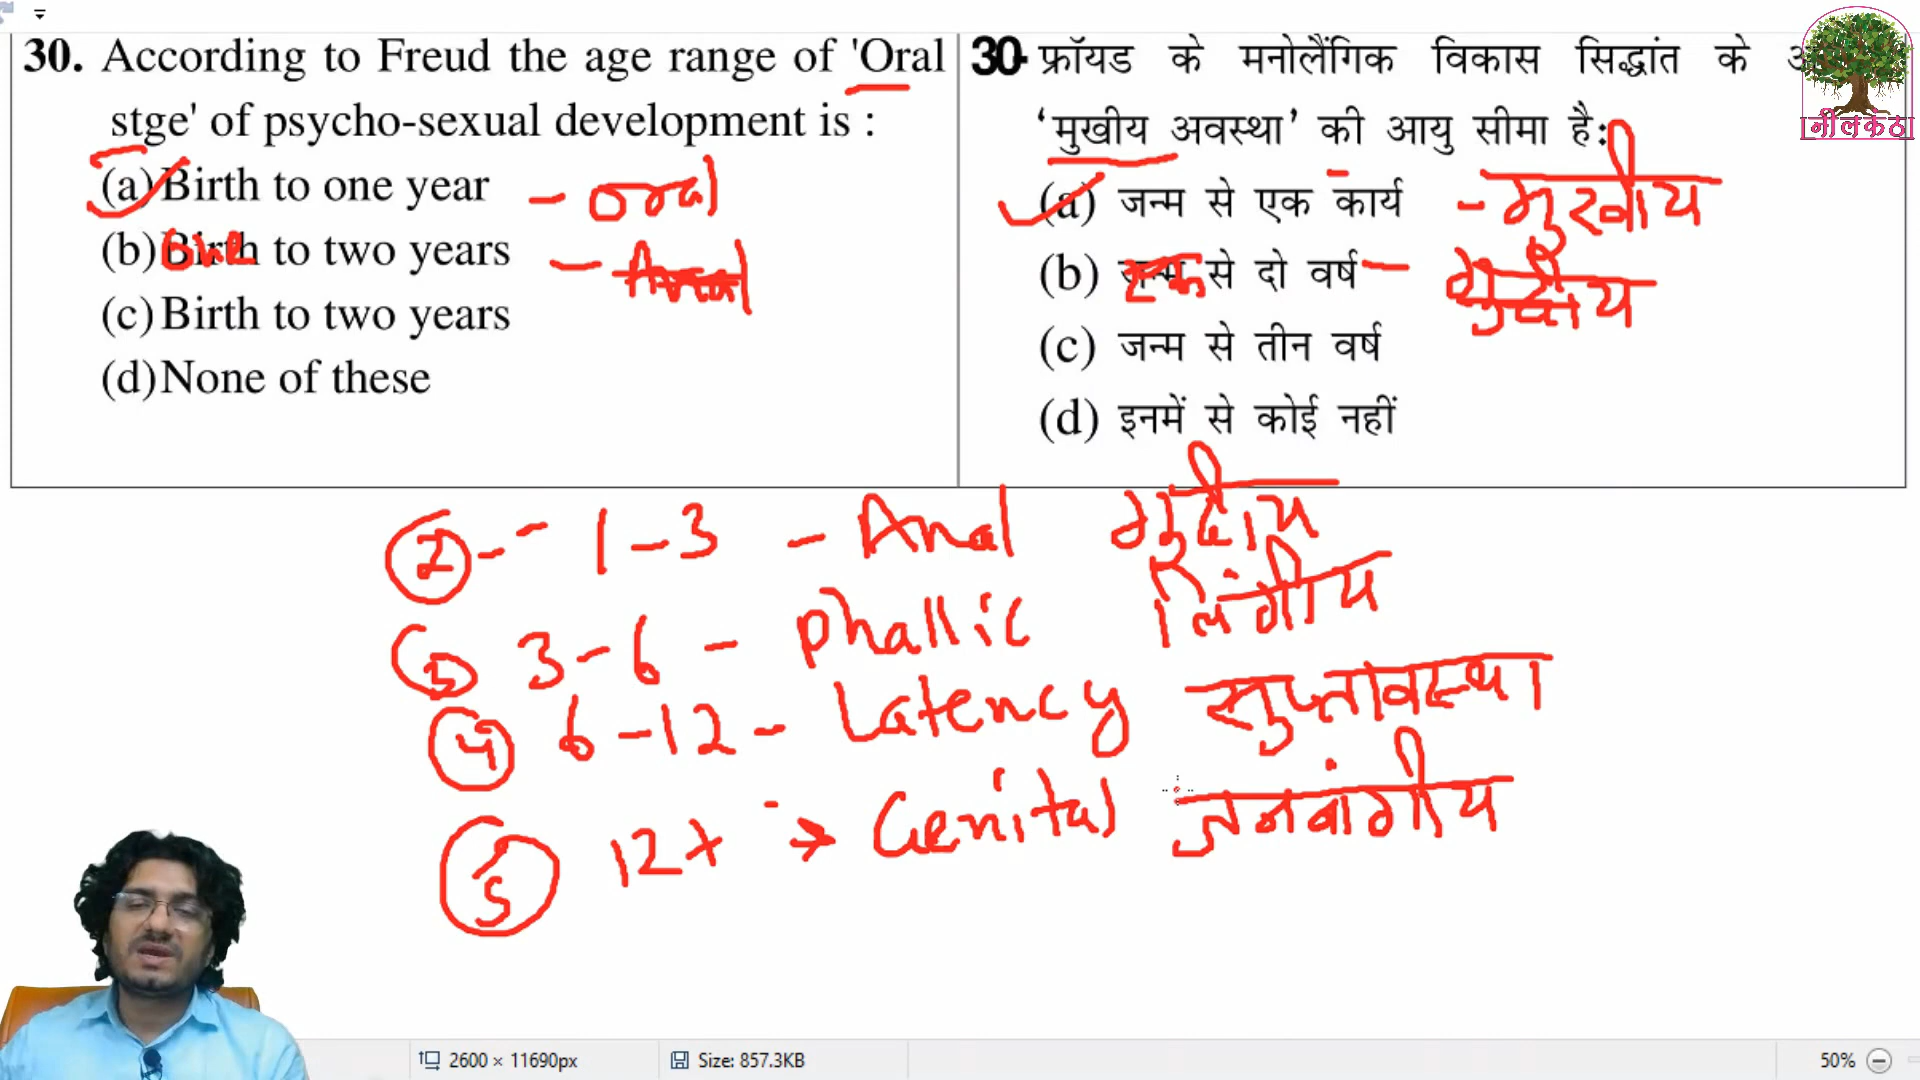 30. According to Freud the age range of 'Oral
stge' of psycho-sexual development is :
(a) Birth to one year - oral
(b) Birth to two years - Anal
one
(c) Birth to two years
(d) None of these
30- फ्रॉयड के मनोलैंगिक विकास सिद्धांत के
'मुखीय अवस्था' की आयु सीमा है:
(a) जन्म से एक कार्य - मुखीय
(b) जन्म से दो वर्ष - गुदीय
एक
(c) जन्म से तीन वर्ष
(d) इनमें से कोई नहीं
नीलकंठ
2 - - 1-3 - Anal गुदीय
3 3-6 - Phallic लिंगीय
4 6-12 - Latency सुप्तावस्था
5 12+ → Genital जननांगीय
2600 × 11690px
Size: 857.3KB
50%